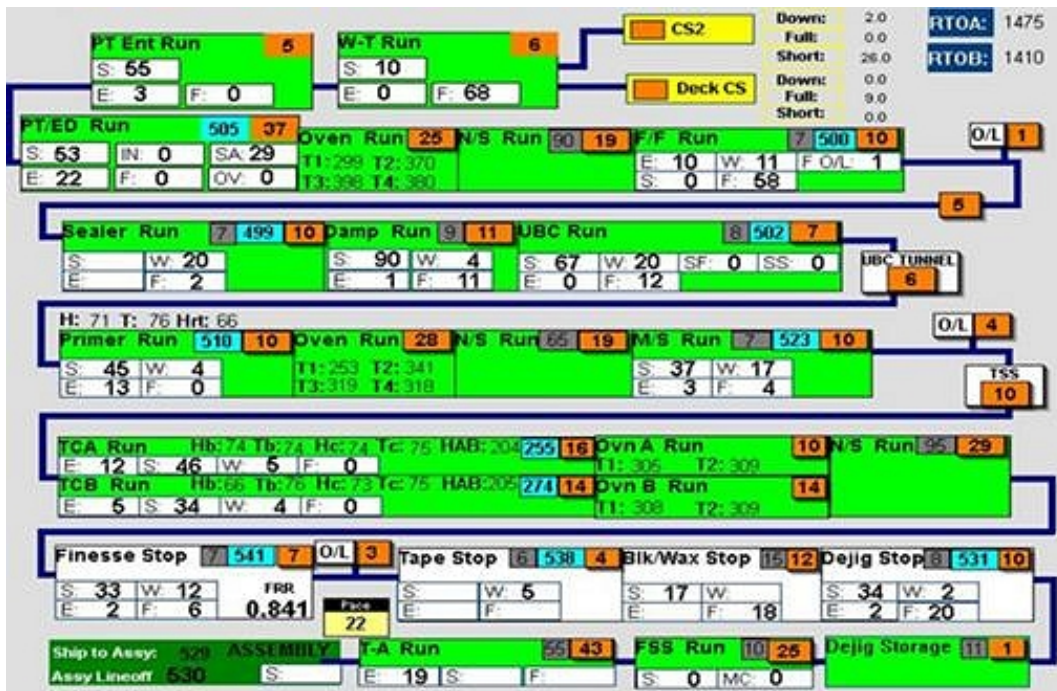 PT Ent Run 5
S: 55
E: 3 F: 0
W-T Run 6
S: 10
E: 0 F: 68
CS2
Deck CS
Down: 2.0
Full: 0.0
Short: 26.0
Down: 0.0
Full: 9.0
Short: 0.0
RTOA: 1475
RTOB: 1410
PT/ED Run 505 37
S: 53 IN: 0 SA: 29
E: 22 F: 0 OV: 0
Oven Run 25
T1: 299 T2: 370
T3: 398 T4: 380
N/S Run 90 19
F/F Run 7 500 10
E: 10 W: 11 F O/L: 1
S: 0 F: 58
O/L 1
5
Sealer Run 7 499 10
S: W: 20
E: F: 2
Damp Run 9 11
S: 90 W: 4
E: 1 F: 11
UBC Run 8 502 7
S: 67 W: 20 SF: 0 SS: 0
E: 0 F: 12
UBC TUNNEL
6
H: 71 T: 76 Hrt: 66
Primer Run 510 10
S: 45 W: 4
E: 13 F: 0
Oven Run 28
T1: 253 T2: 341
T3: 319 T4: 318
N/S Run 65 19
M/S Run 7 523 10
S: 37 W: 17
E: 3 F: 4
O/L 4
TSS
10
TCA Run Hb: 74 Tb: 74 Hc: 74 Tc: 75 HAB: 204 255 16
E: 12 S: 46 W: 5 F: 0
TCB Run Hb: 66 Tb: 76 Hc: 73 Tc: 75 HAB: 205 274 14
E: 5 S: 34 W: 4 F: 0
Ovn A Run 10
T1: 305 T2: 309
Ovn B Run 14
T1: 308 T2: 309
N/S Run 95 29
Finesse Stop 7 541 7
S: 33 W: 12 FRR
E: 2 F: 6 0.841
O/L 3
Pace
22
Tape Stop 6 538 4
S: W: 5
E: F:
Blk/Wax Stop 15 12
S: 17 W:
E: F: 18
Dejig Stop 8 531 10
S: 34 W: 2
E: 2 F: 20
Ship to Assy: 529 ASSEMBLY
Assy Lineoff 530 S:
T-A Run 55 43
E: 19 S: F:
FSS Run 10 25
S: 0 MC: 0
Dejig Storage 11 1